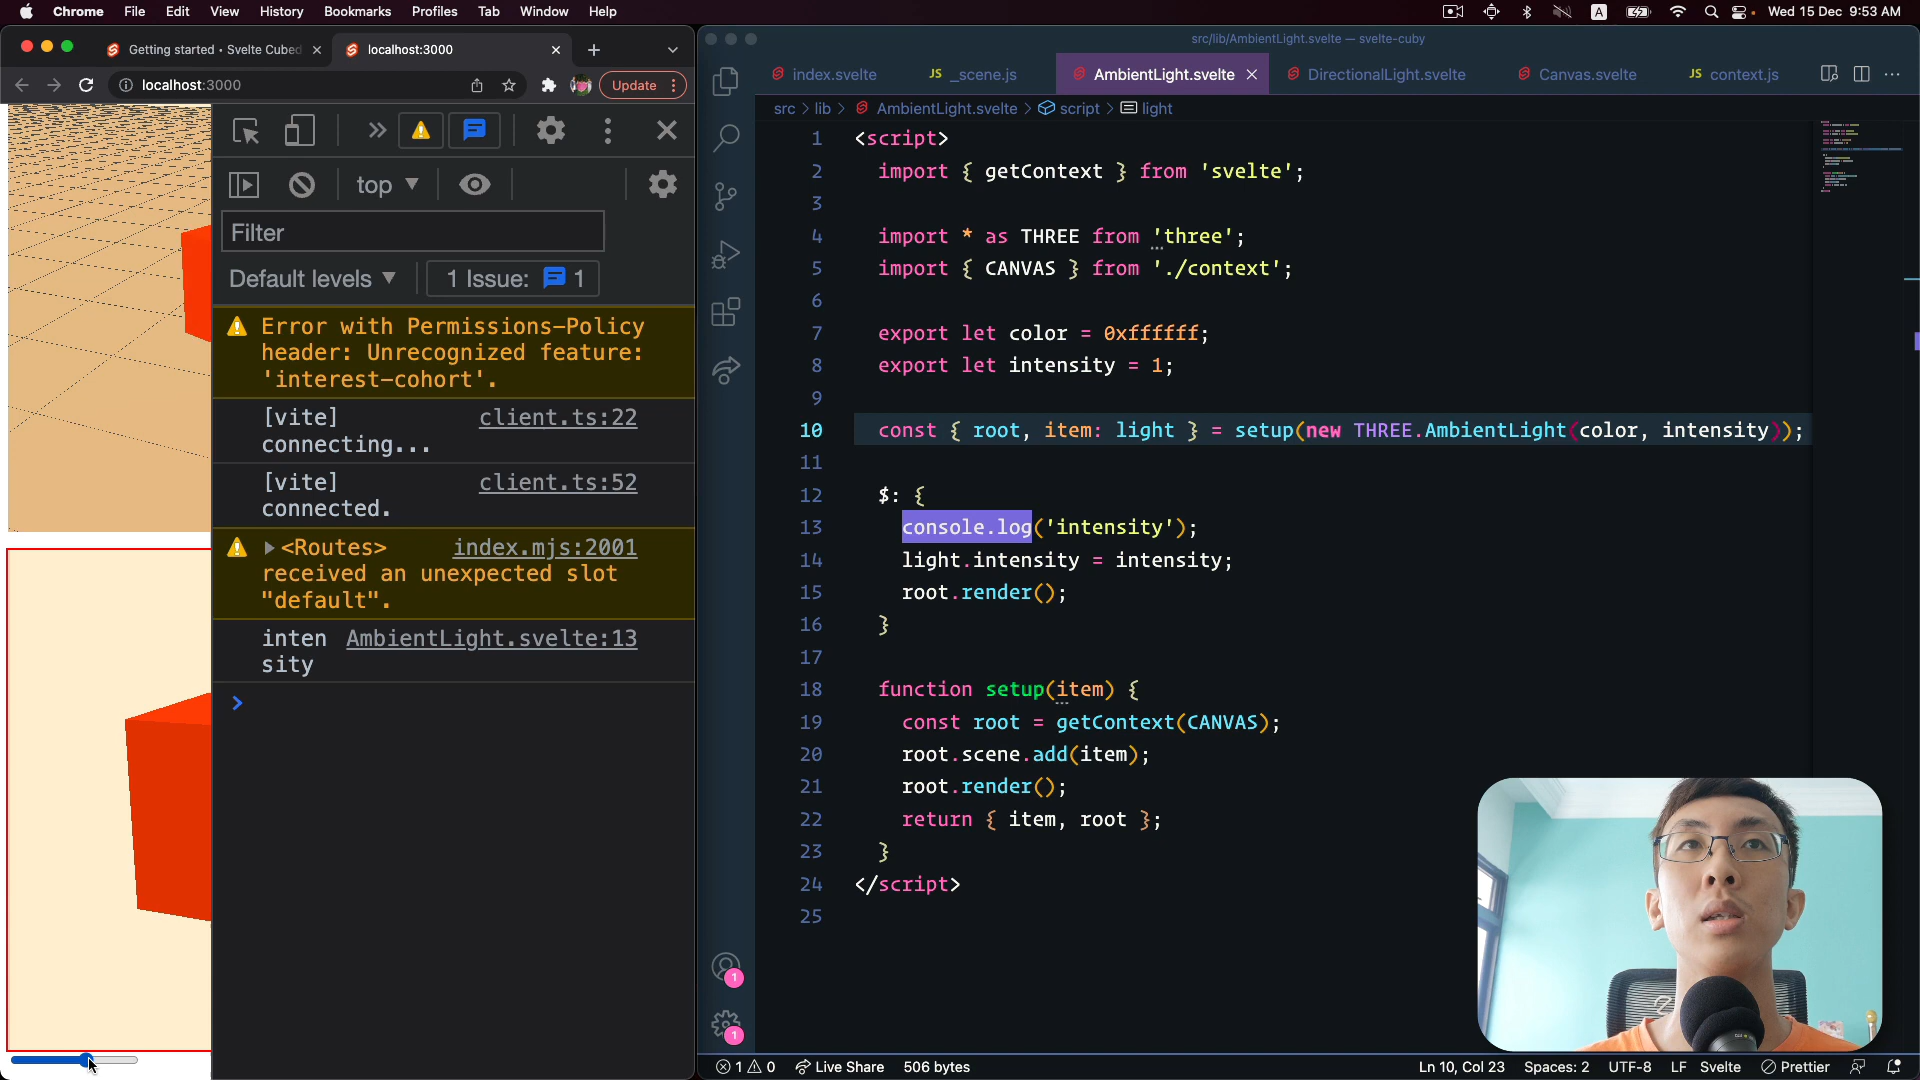 Chrome File Edit View History Bookmarks Profiles Tab Window Help
A
Wed 15 Dec 9:53 AM
Getting started • Svelte Cubed
localhost:3000
localhost:3000
Update
top
Filter
Default levels
1 Issue: 1
Error with Permissions-Policy
header: Unrecognized feature:
'interest-cohort'.
[vite] client.ts:22
connecting...
[vite] client.ts:52
connected.
<Routes> index.mjs:2001
received an unexpected slot
"default".
inten AmbientLight.svelte:13
sity
src/lib/AmbientLight.svelte — svelte-cuby
index.svelte
JS _scene.js
AmbientLight.svelte
DirectionalLight.svelte
Canvas.svelte
JS context.js
src > lib > AmbientLight.svelte > script > light
1 <script>
2 import { getContext } from 'svelte';
3
4 import * as THREE from 'three';
5 import { CANVAS } from './context';
6
7 export let color = 0xffffff;
8 export let intensity = 1;
9
10 const { root, item: light } = setup(new THREE.AmbientLight(color, intensity));
11
12 $: {
13 console.log('intensity');
14 light.intensity = intensity;
15 root.render();
16 }
17
18 function setup(item) {
19 const root = getContext(CANVAS);
20 root.scene.add(item);
21 root.render();
22 return { item, root };
23 }
24 </script>
25
1
1
1 0 Live Share 506 bytes
Ln 10, Col 23 Spaces: 2 UTF-8 LF Svelte Prettier